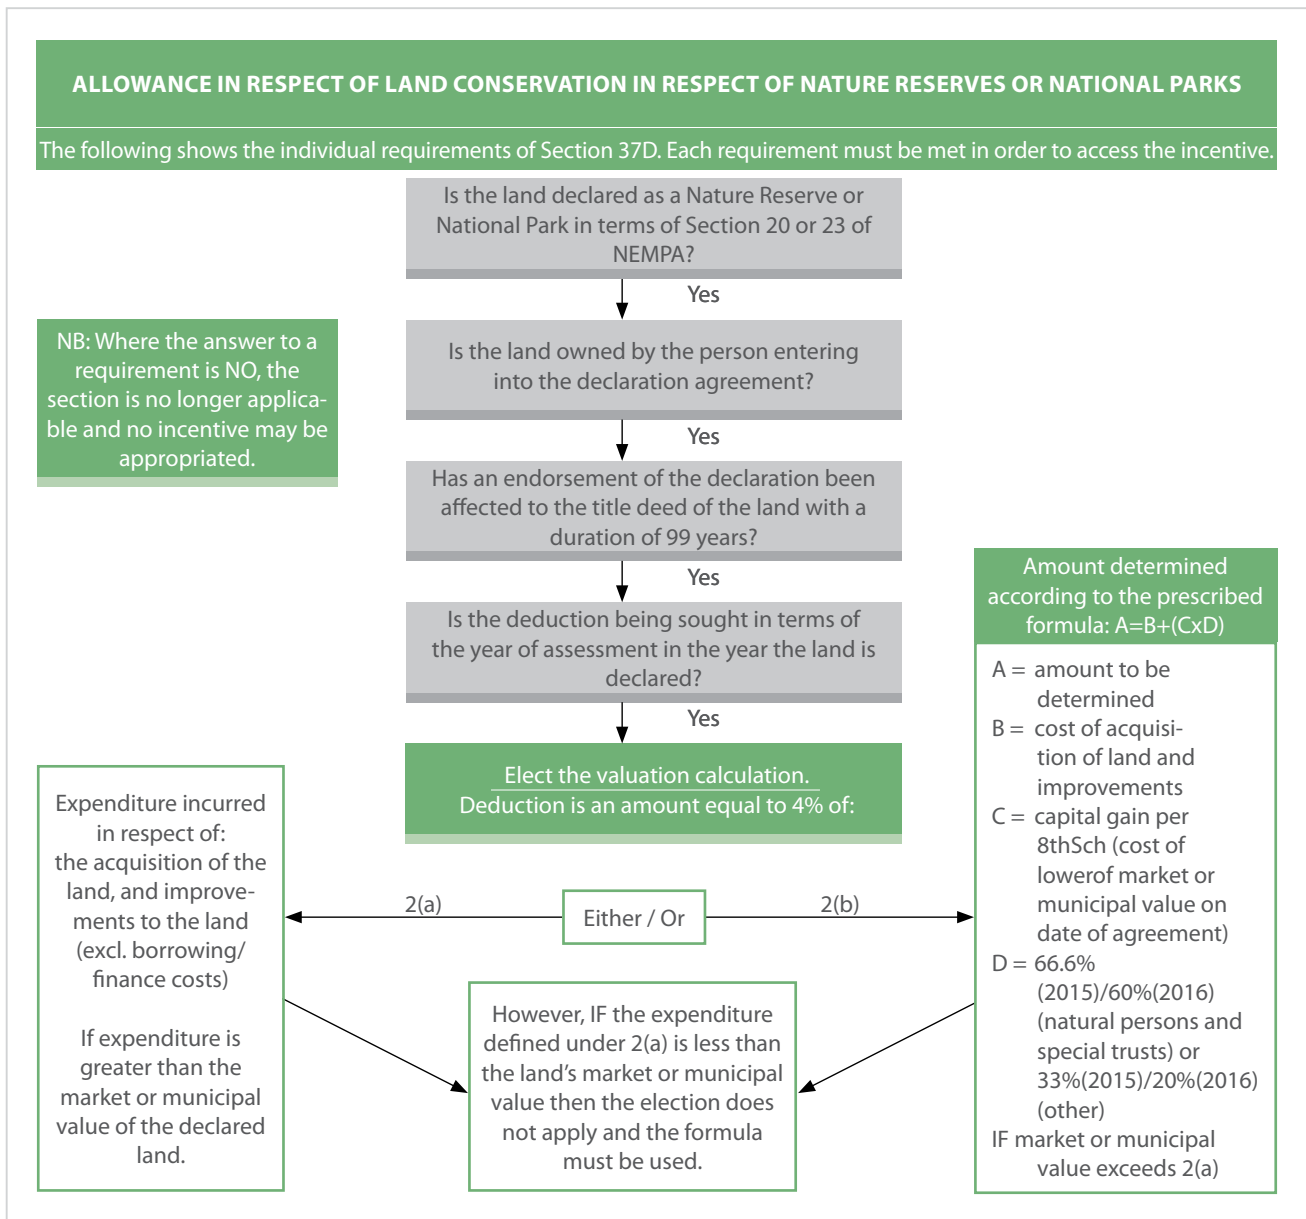 ALLOWANCE IN RESPECT OF LAND CONSERVATION IN RESPECT OF NATURE RESERVES OR NATIONAL PARKS
The following shows the individual requirements of Section 37D. Each requirement must be met in order to access the incentive.
Is the land declared as a Nature Reserve or
National Park in terms of Section 20 or 23 of
NEMPA?
Yes
NB: Where the answer to a
requirement is NO, the
section is no longer applica-
ble and no incentive may be
appropriated.
Is the land owned by the person entering
into the declaration agreement?
Yes
Has an endorsement of the declaration been
affected to the title deed of the land with a
duration of 99 years?
Yes
Is the deduction being sought in terms of
the year of assessment in the year the land is
declared?
Yes
Elect the valuation calculation.
Deduction is an amount equal to 4% of:
Either / Or
2(a)
Expenditure incurred
in respect of:
the acquisition of the
land, and improve-
ments to the land
(excl. borrowing/
finance costs)
If expenditure is
greater than the
market or municipal
value of the declared
land.
2(b)
Amount determined
according to the prescribed
formula: A=B+(CxD)
A = amount to be
determined
B = cost of acquisi-
tion of land and
improvements
C = capital gain per
8thSch (cost of
lowerof market or
municipal value on
date of agreement)
D = 66.6%
(2015)/60%(2016)
(natural persons and
special trusts) or
33%(2015)/20%(2016)
(other)
IF market or municipal
value exceeds 2(a)
However, IF the expenditure
defined under 2(a) is less than
the land's market or municipal
value then the election does
not apply and the formula
must be used.